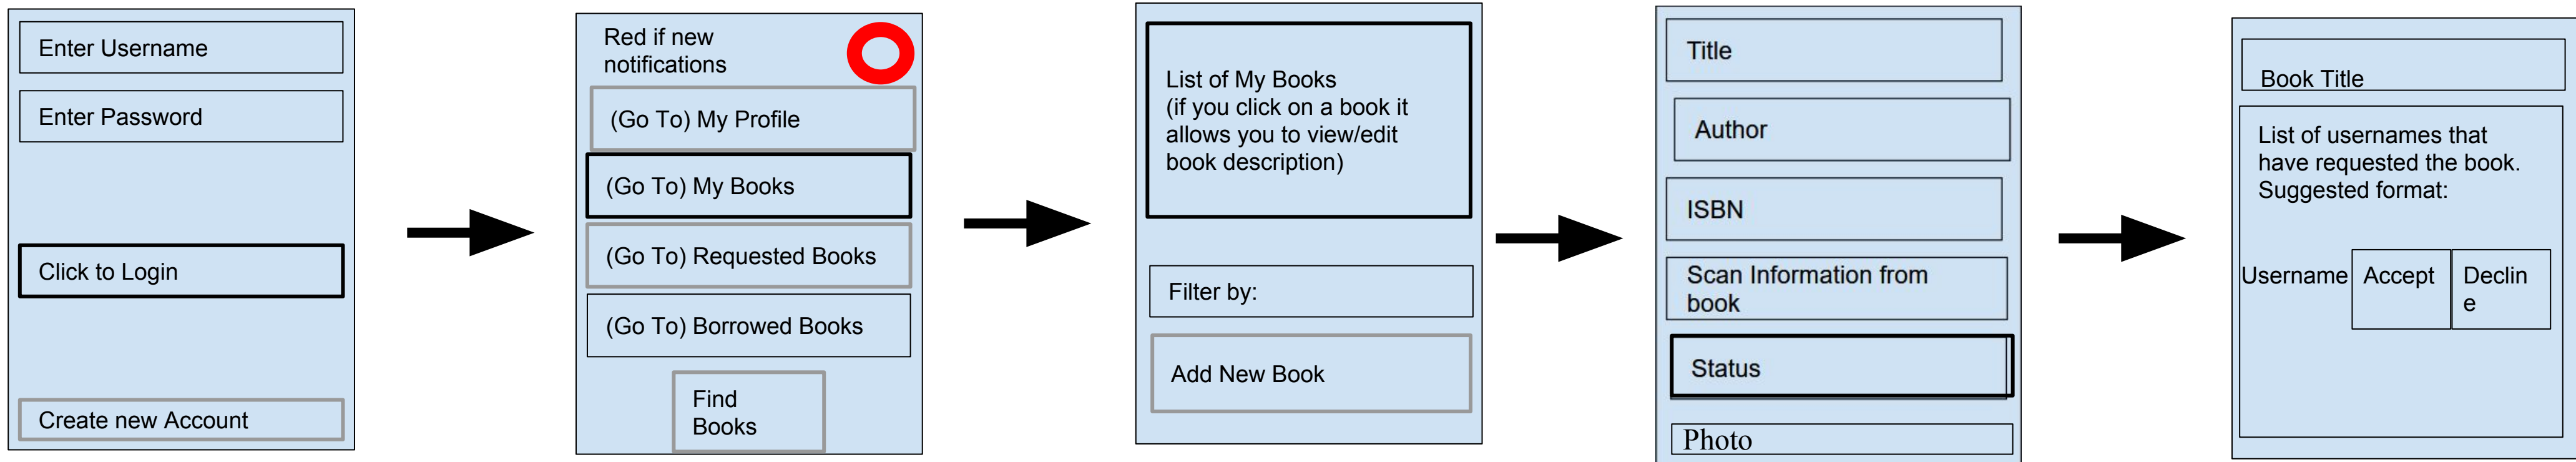 Enter Username
Enter Password
Click to Login
Create new Account
Red if new
notifications
(Go To) My Profile
(Go To) My Books
(Go To) Requested Books
(Go To) Borrowed Books
Find
Books
List of My Books
(if you click on a book it
allows you to view/edit
book description)
Filter by:
Add New Book
Title
Author
ISBN
Scan Information from
book
Status
Photo
Book Title
List of usernames that
have requested the book.
Suggested format:
Username Accept Declin
e